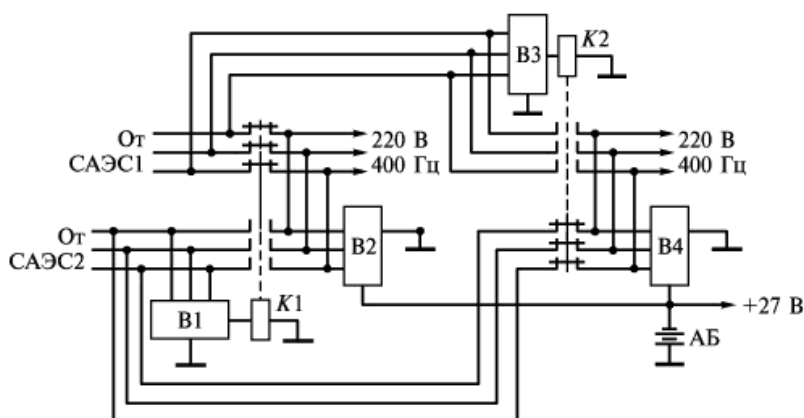 В3
К2
От
САЭС1
220 В
400 Гц
220 В
400 Гц
От
САЭС2
В2
В4
В1
К1
+27 В
АБ